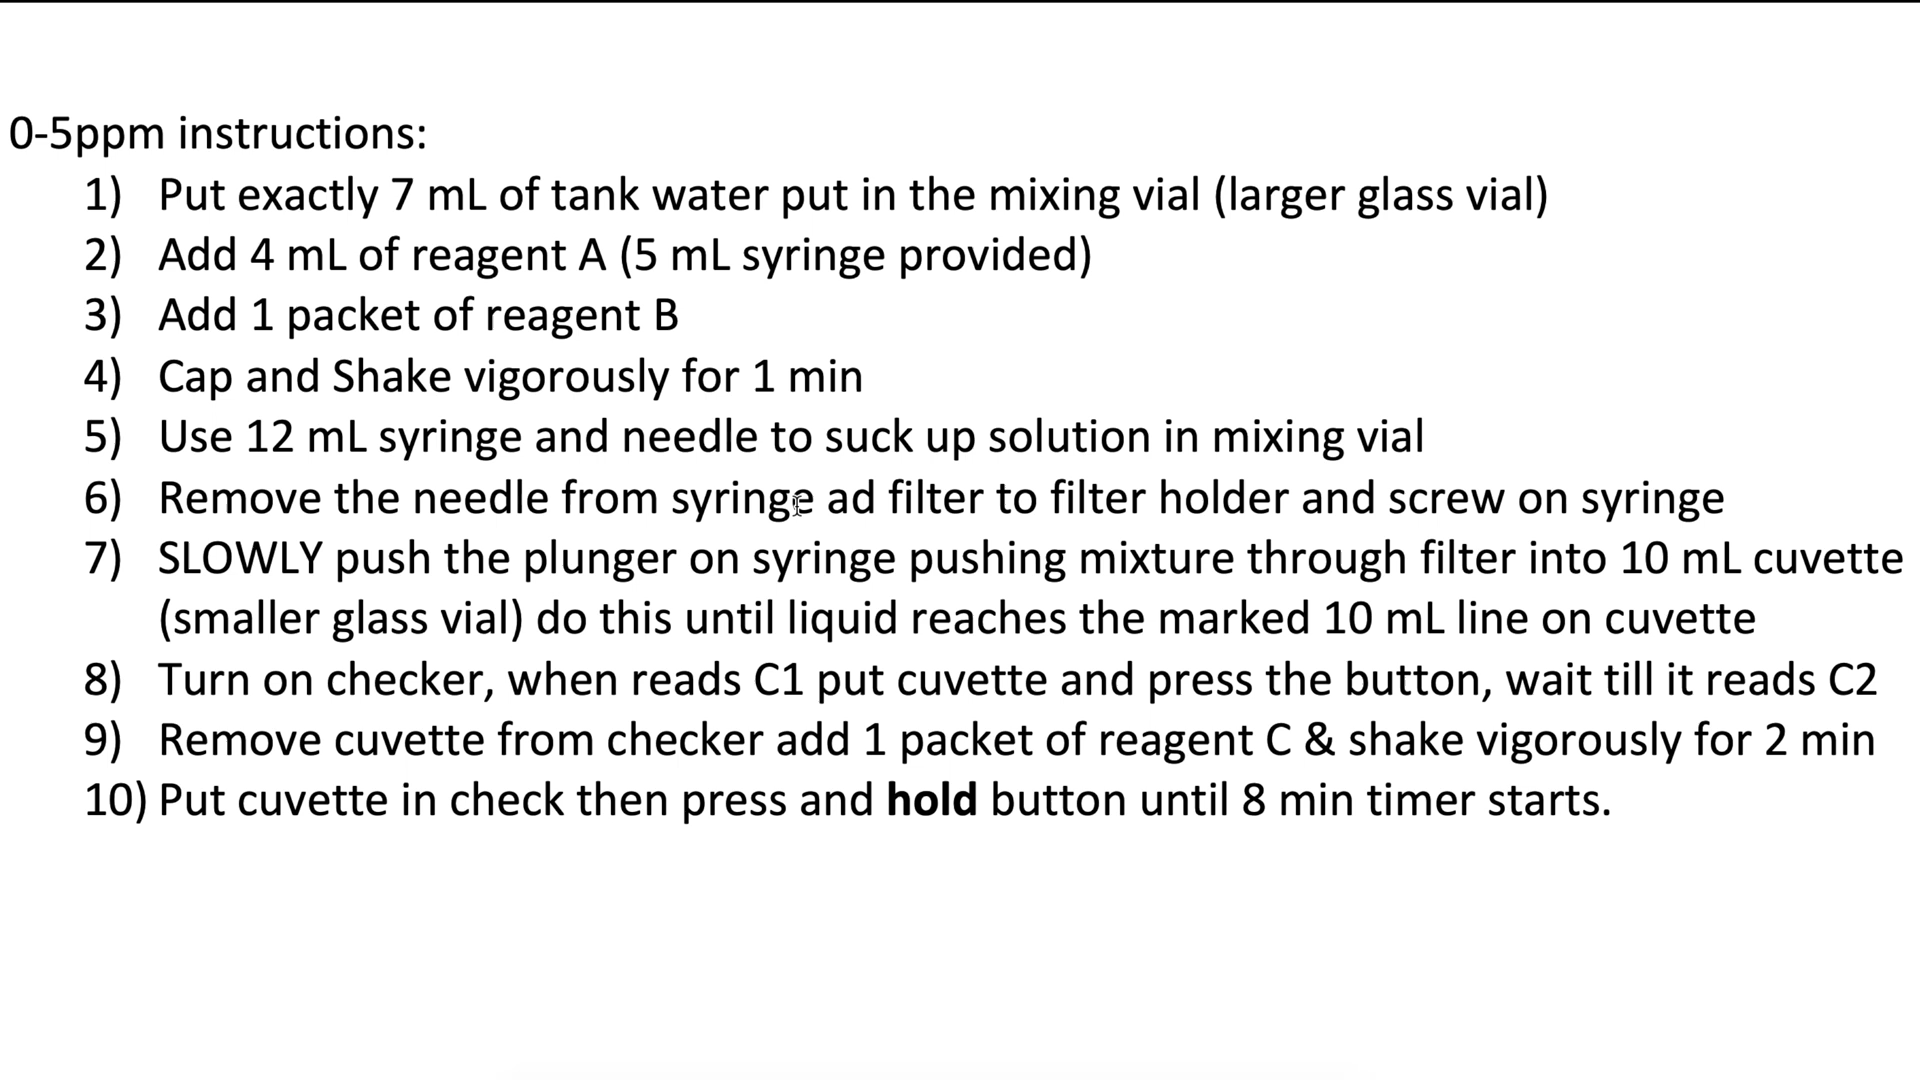 0-5ppm instructions:
1) Put exactly 7 mL of tank water put in the mixing vial (larger glass vial)
2) Add 4 mL of reagent A (5 mL syringe provided)
3) Add 1 packet of reagent B
4) Cap and Shake vigorously for 1 min
5) Use 12 mL syringe and needle to suck up solution in mixing vial
6) Remove the needle from syringe ad filter to filter holder and screw on syringe
7) SLOWLY push the plunger on syringe pushing mixture through filter into 10 mL cuvette
(smaller glass vial) do this until liquid reaches the marked 10 mL line on cuvette
8) Turn on checker, when reads C1 put cuvette and press the button, wait till it reads C2
9) Remove cuvette from checker add 1 packet of reagent C & shake vigorously for 2 min
10) Put cuvette in check then press and hold button until 8 min timer starts.